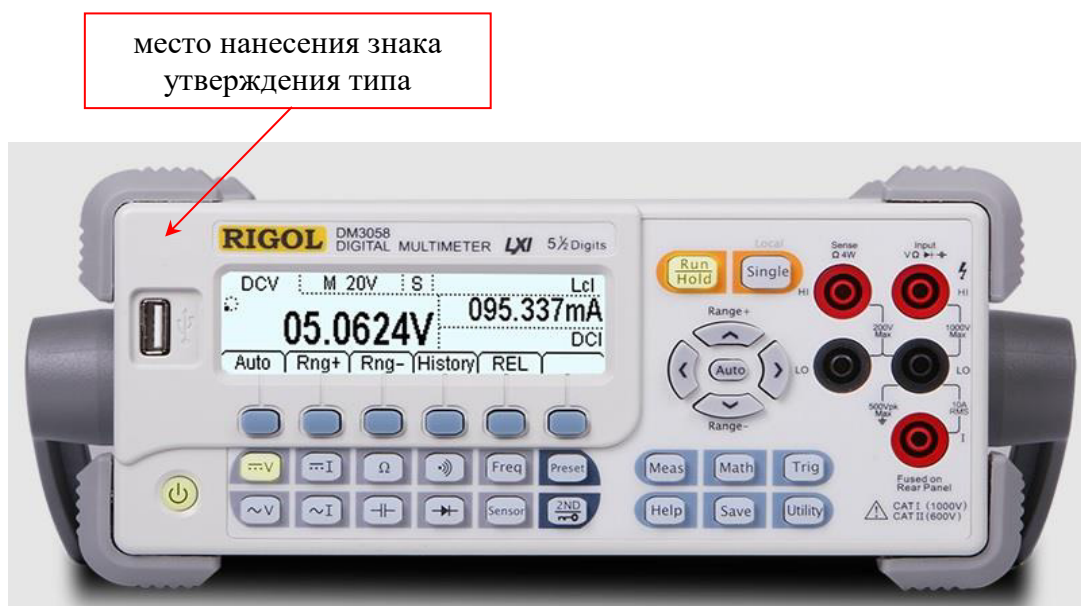 место нанесения знака
утверждения типа
RIGOL DM3058
DIGITAL MULTIMETER LXI 5½ Digits
DCV M 20V S Lcl
095.337mA
05.0624V
DCI
Auto Rng+ Rng- History REL
V I Ω Freq Preset
V I Sensor 2ND
Run
Hold
Local
Single
Range+
Auto
Range-
Meas Math Trig
Help Save Utility
Sense
Ω 4W
Input
V Ω
HI HI
200V
Max
1000V
Max
LO LO
500Vpk
Max
10A
RMS
I
Fused on
Rear Panel
CAT I (1000V)
CAT II (600V)